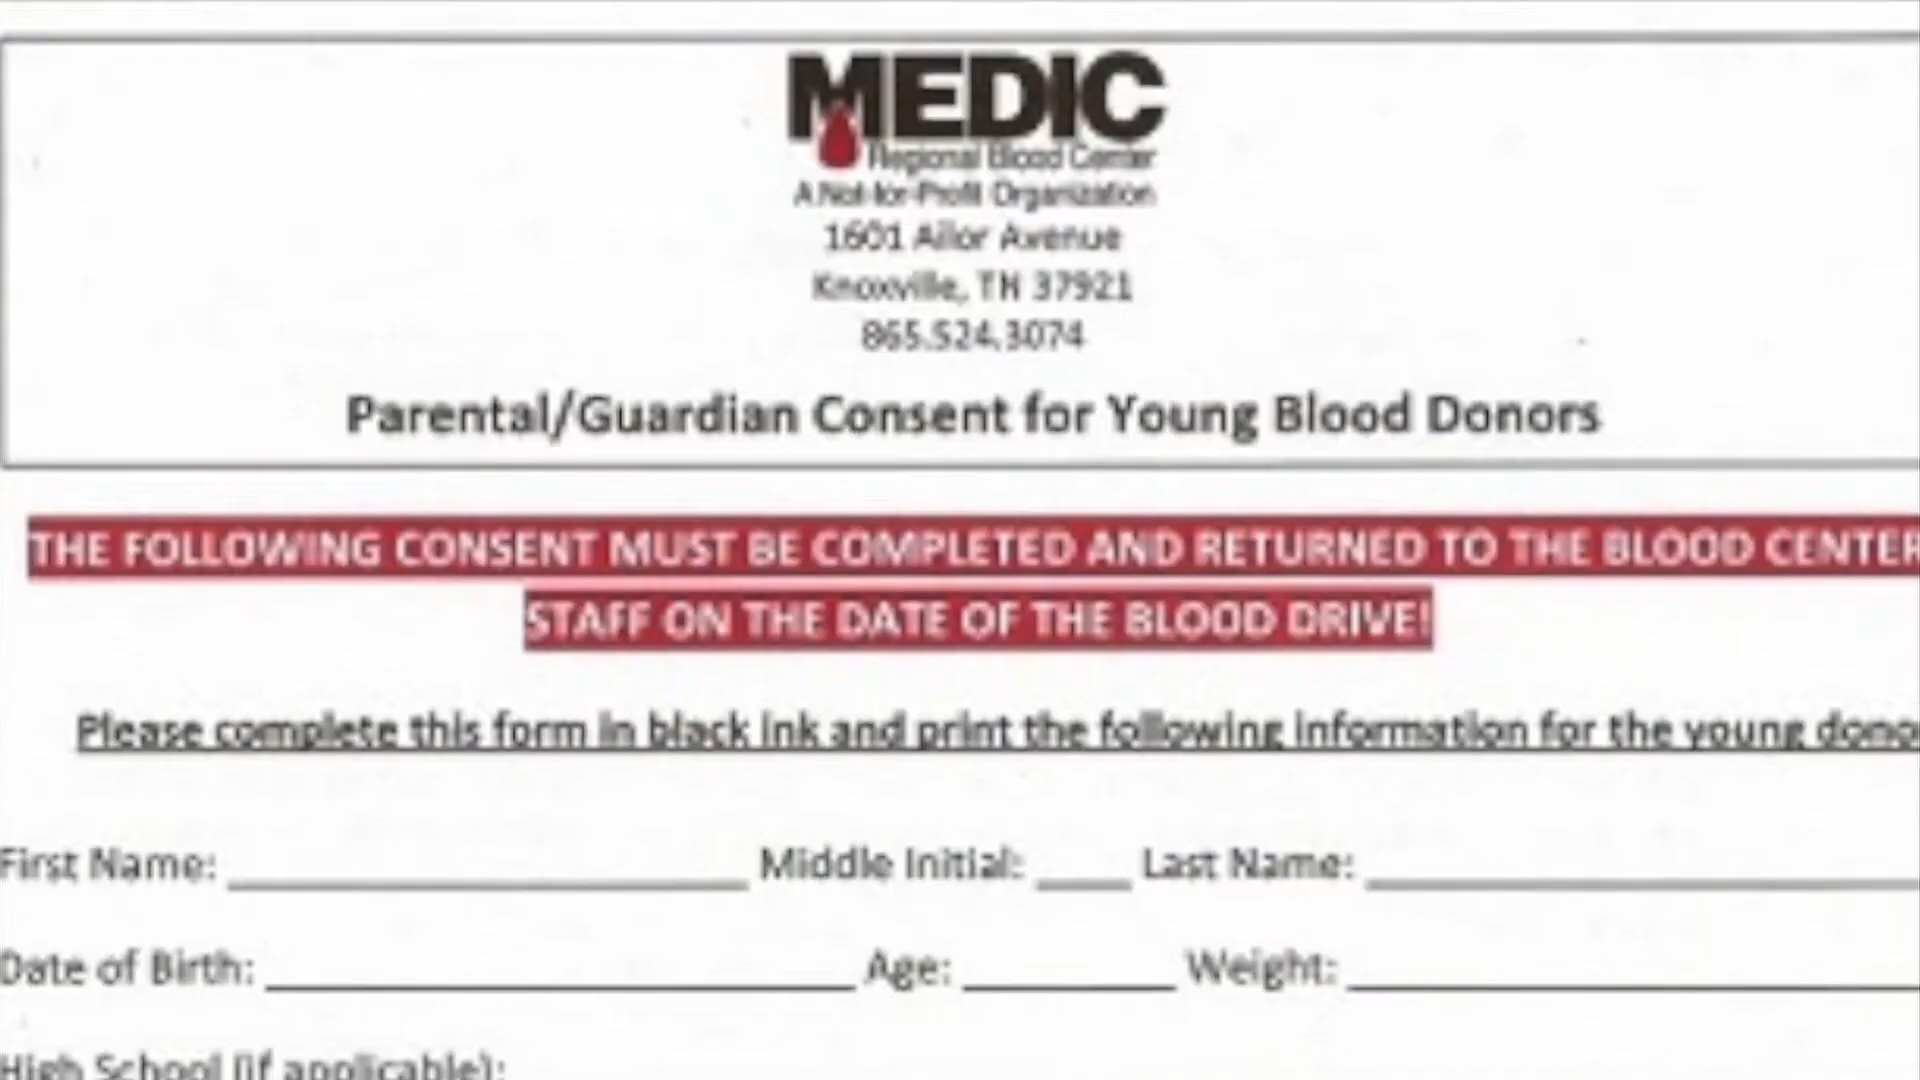 MEDIC
Regional Blood Center
A Not-for-Profit Organization
1601 Ailor Avenue
Knoxville, TN 37921
865.524.3074
Parental/Guardian Consent for Young Blood Donors
THE FOLLOWING CONSENT MUST BE COMPLETED AND RETURNED TO THE BLOOD CENTER
STAFF ON THE DATE OF THE BLOOD DRIVE!
Please complete this form in black ink and print the following information for the young dono
First Name: Middle Initial: Last Name:
Date of Birth: Age: Weight:
High School (if applicable):